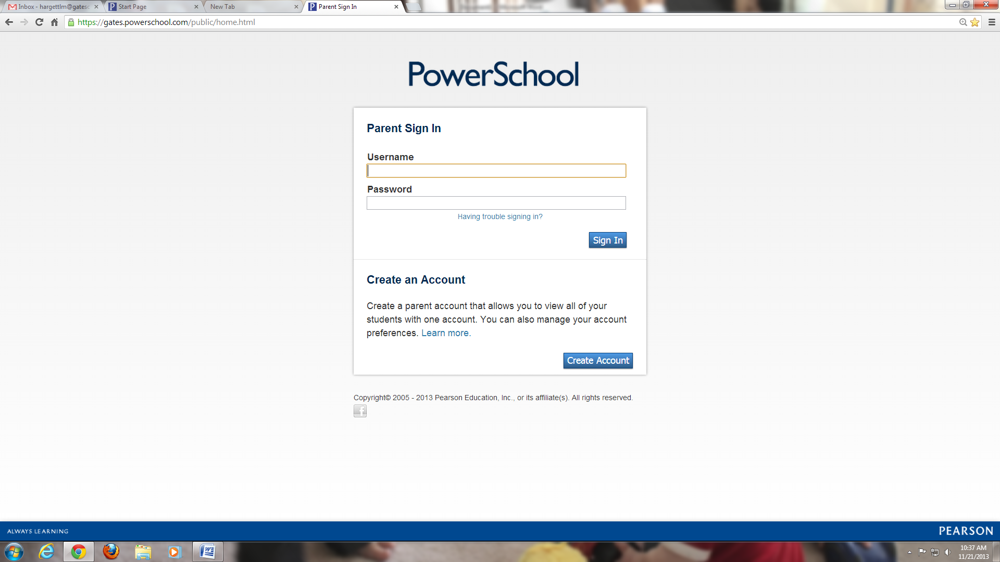 Inbox - hargettlm@gatesc
Start Page
New Tab
Parent Sign In
https://gates.powerschool.com/public/home.html
PowerSchool
Parent Sign In
Username
Password
Having trouble signing in?
Sign In
Create an Account
Create a parent account that allows you to view all of your
students with one account. You can also manage your account
preferences. Learn more.
Create Account
Copyright© 2005 - 2013 Pearson Education, Inc., or its affiliate(s). All rights reserved.
ALWAYS LEARNING
PEARSON
10:37 AM
11/21/2013